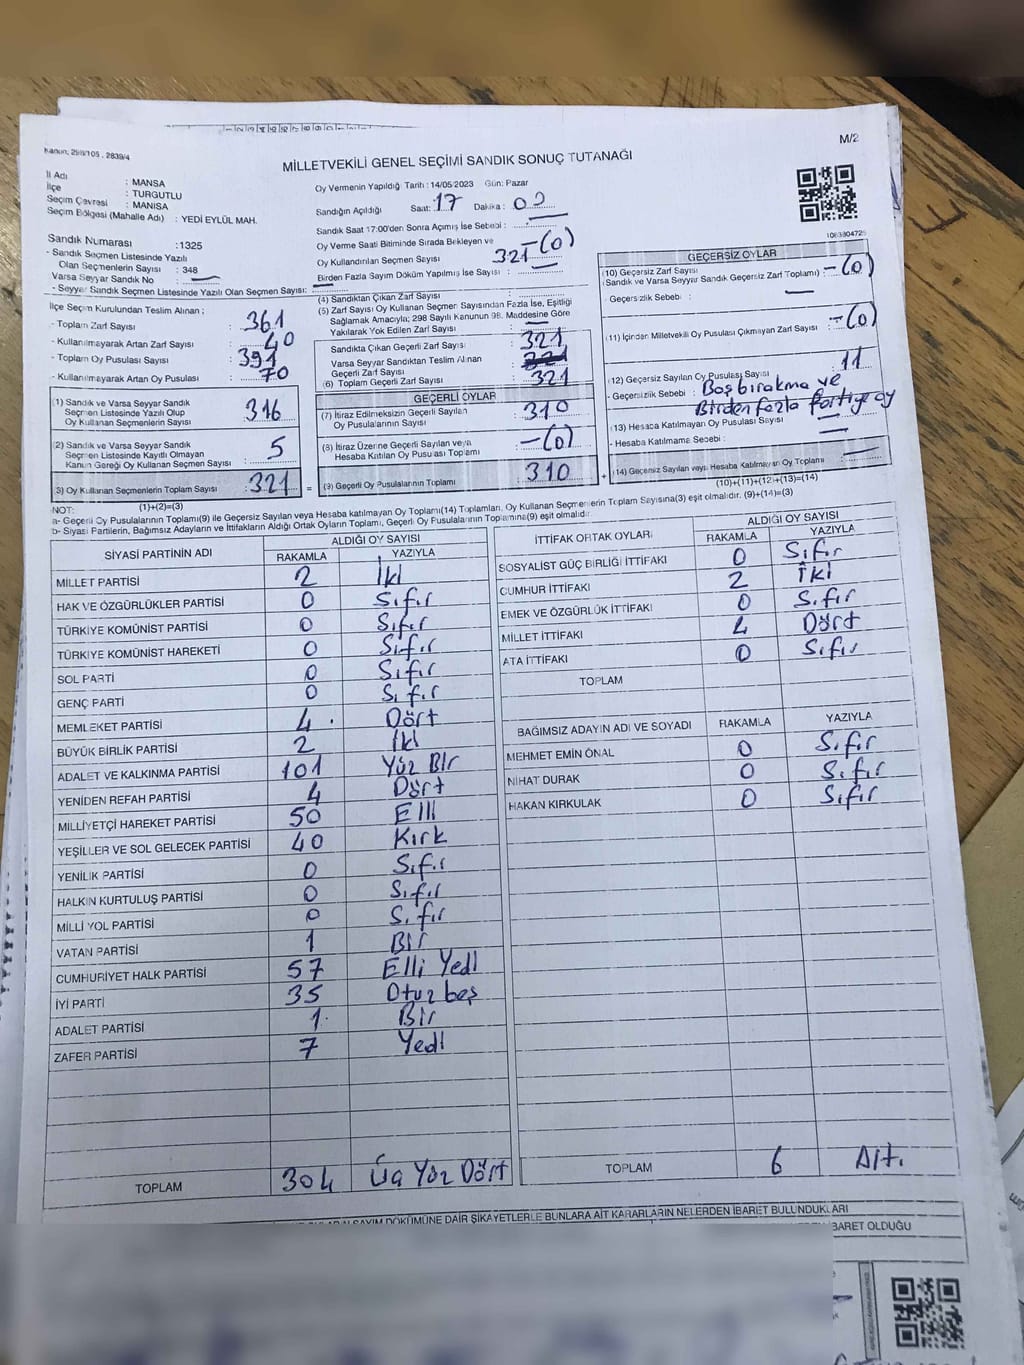 Kanun; 298/105 , 2839/4
M/2
MİLLETVEKİLİ GENEL SEÇİMİ SANDIK SONUÇ TUTANAĞI
İl Adı : MANİSA
İlçe : TURGUTLU
Seçim Çevresi : MANİSA
Seçim Bölgesi (Mahalle Adı) : YEDİ EYLÜL MAH.
Sandık Numarası :1325
- Sandık Seçmen Listesinde Yazılı
Olan Seçmenlerin Sayısı : 348
Varsa Seyyar Sandık No :
- Seyyar Sandık Seçmen Listesinde Yazılı Olan Seçmen Sayısı:
Oy Vermenin Yapıldığı Tarih : 14/05/2023 Gün: Pazar
Sandığın Açıldığı Saat: 17 Dakika :
Sandık Saat 17:00'den Sonra Açımış İse Sebebi :
Oy Verme Saati Bitiminde Sırada Bekleyen ve
Oy Kullandırılan Seçmen Sayısı 321 -(0)
Birden Fazla Sayım Döküm Yapılmış İse Sayısı :
İlçe Seçim Kurulundan Teslim Alınan ;
- Toplam Zarf Sayısı : 361
- Kullanılmayarak Artan Zarf Sayısı : 40
- Toplam Oy Pusulası Sayısı : 391
- Kullanılmayarak Artan Oy Pusulası : 70
(1) Sandık ve Varsa Seyyar Sandık
Seçmen Listesinde Yazılı Olup
Oy Kullanan Seçmenlerin Sayısı : 316
(2) Sandık ve Varsa Seyyar Sandık
Seçmen Listesinde Kayıtlı Olmayan
Kanun Gereği Oy Kullanan Seçmen Sayısı : 5
3) Oy Kullanan Seçmenlerin Toplam Sayısı : 321
(1)+(2)=(3)
(4) Sandıktan Çıkan Zarf Sayısı :
(5) Zarf Sayısı Oy Kullanan Seçmen Sayısından Fazla İse, Eşitliği
Sağlamak Amacıyla; 298 Sayılı Kanunun 98. Maddesine Göre
Yakılarak Yok Edilen Zarf Sayısı :
Sandıkta Çıkan Geçerli Zarf Sayısı : 321
Varsa Seyyar Sandıktan Teslim Alınan
Geçerli Zarf Sayısı :
(6) Toplam Geçerli Zarf Sayısı : 321
GEÇERLİ OYLAR
(7) İtiraz Edilmeksizin Geçerli Sayılan
Oy Pusulalarının Sayısı : 310
(8) İtiraz Üzerine Geçerli Sayılan veya
Hesaba Katılan Oy Pusulası Toplamı : -(0)
(9) Geçerli Oy Pusulalarının Toplamı : 310
1063804725
GEÇERSİZ OYLAR
(10) Geçersiz Zarf Sayısı
(Sandık ve Varsa Seyyar Sandık Geçersiz Zarf Toplamı) : -(0)
- Geçersizlik Sebebi :
(11) İçinden Milletvekili Oy Pusulası Çıkmayan Zarf Sayısı : -(0)
(12) Geçersiz Sayılan Oy Pusulası Sayısı : 11
- Geçersizlik Sebebi : Boş bırakma ve
Birden fazla Partiye oy
(13) Hesaba Katılmayan Oy Pusulası Sayısı :
- Hesaba Katılmama Sebebi :
(14) Geçersiz Sayılan veya Hesaba Katılmayan Oy Toplamı :
(10)+(11)+(12)+(13)=(14)
NOT:
a- Geçerli Oy Pusulalarının Toplamı(9) ile Geçersiz Sayılan veya Hesaba katılmayan Oy Toplamı(14) Toplamları, Oy Kullanan Seçmenlerin Toplam Sayısına(3) eşit olmalıdır. (9)+(14)=(3)
b- Siyasi Partilerin, Bağımsız Adayların ve İttifakların Aldığı Ortak Oyların Toplamı, Geçerli Oy Pusulalarının Toplamına(9) eşit olmalıdır
SİYASİ PARTİNİN ADI ALDIĞI OY SAYISI
RAKAMLA YAZIYLA
MİLLET PARTİSİ 2 İki
HAK VE ÖZGÜRLÜKLER PARTİSİ 0 Sıfır
TÜRKİYE KOMÜNİST PARTİSİ 0 Sıfır
TÜRKİYE KOMÜNİST HAREKETİ 0 Sıfır
SOL PARTİ 0 Sıfır
GENÇ PARTİ 0 Sıfır
MEMLEKET PARTİSİ 4 Dört
BÜYÜK BİRLİK PARTİSİ 2 İki
ADALET VE KALKINMA PARTİSİ 101 Yüz Bir
YENİDEN REFAH PARTİSİ 4 Dört
MİLLİYETÇİ HAREKET PARTİSİ 50 Elli
YEŞİLLER VE SOL GELECEK PARTİSİ 40 Kırk
YENİLİK PARTİSİ 0 Sıfır
HALKIN KURTULUŞ PARTİSİ 0 Sıfır
MİLLİ YOL PARTİSİ 0 Sıfır
VATAN PARTİSİ 1 Bir
CUMHURİYET HALK PARTİSİ 57 Elli Yedi
İYİ PARTİ 35 Otuz beş
ADALET PARTİSİ 1 Bir
ZAFER PARTİSİ 7 Yedi
TOPLAM 304 Üç Yüz Dört
İTTİFAK ORTAK OYLARI ALDIĞI OY SAYISI
RAKAMLA YAZIYLA
SOSYALİST GÜÇ BİRLİĞİ İTTİFAKI 0 Sıfır
CUMHUR İTTİFAKI 2 İki
EMEK VE ÖZGÜRLÜK İTTİFAKI 0 Sıfır
MİLLET İTTİFAKI 4 Dört
ATA İTTİFAKI 0 Sıfır
TOPLAM
BAĞIMSIZ ADAYIN ADI VE SOYADI RAKAMLA YAZIYLA
MEHMET EMİN ÖNAL 0 Sıfır
NİHAT DURAK 0 Sıfır
HAKAN KIRKULAK 0 Sıfır
TOPLAM 6 Altı
SAYIM DÖKÜMÜNE DAİR ŞİKAYETLERLE BUNLARA AİT KARARLARIN NELERDEN İBARET BULUNDUKLARI
BARET OLDUĞU